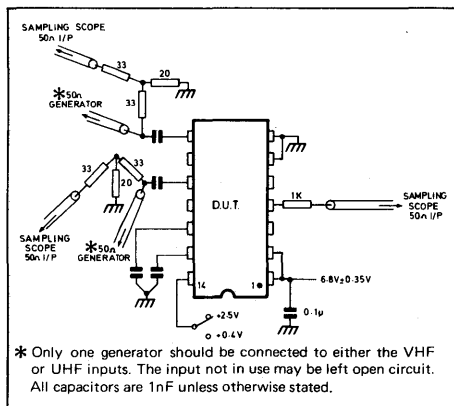 SAMPLING SCOPE
50Ω I/P
33
20
33
*50Ω
GENERATOR
33
33
20
SAMPLING
SCOPE
50Ω I/P
*50Ω
GENERATOR
D.U.T.
1K
SAMPLING
SCOPE
50Ω I/P
14
1
6·8V±0·35V
0.1μ
+2·5V
+0·4V
* Only one generator should be connected to either the VHF
or UHF inputs. The input not in use may be left open circuit.
All capacitors are 1nF unless otherwise stated.